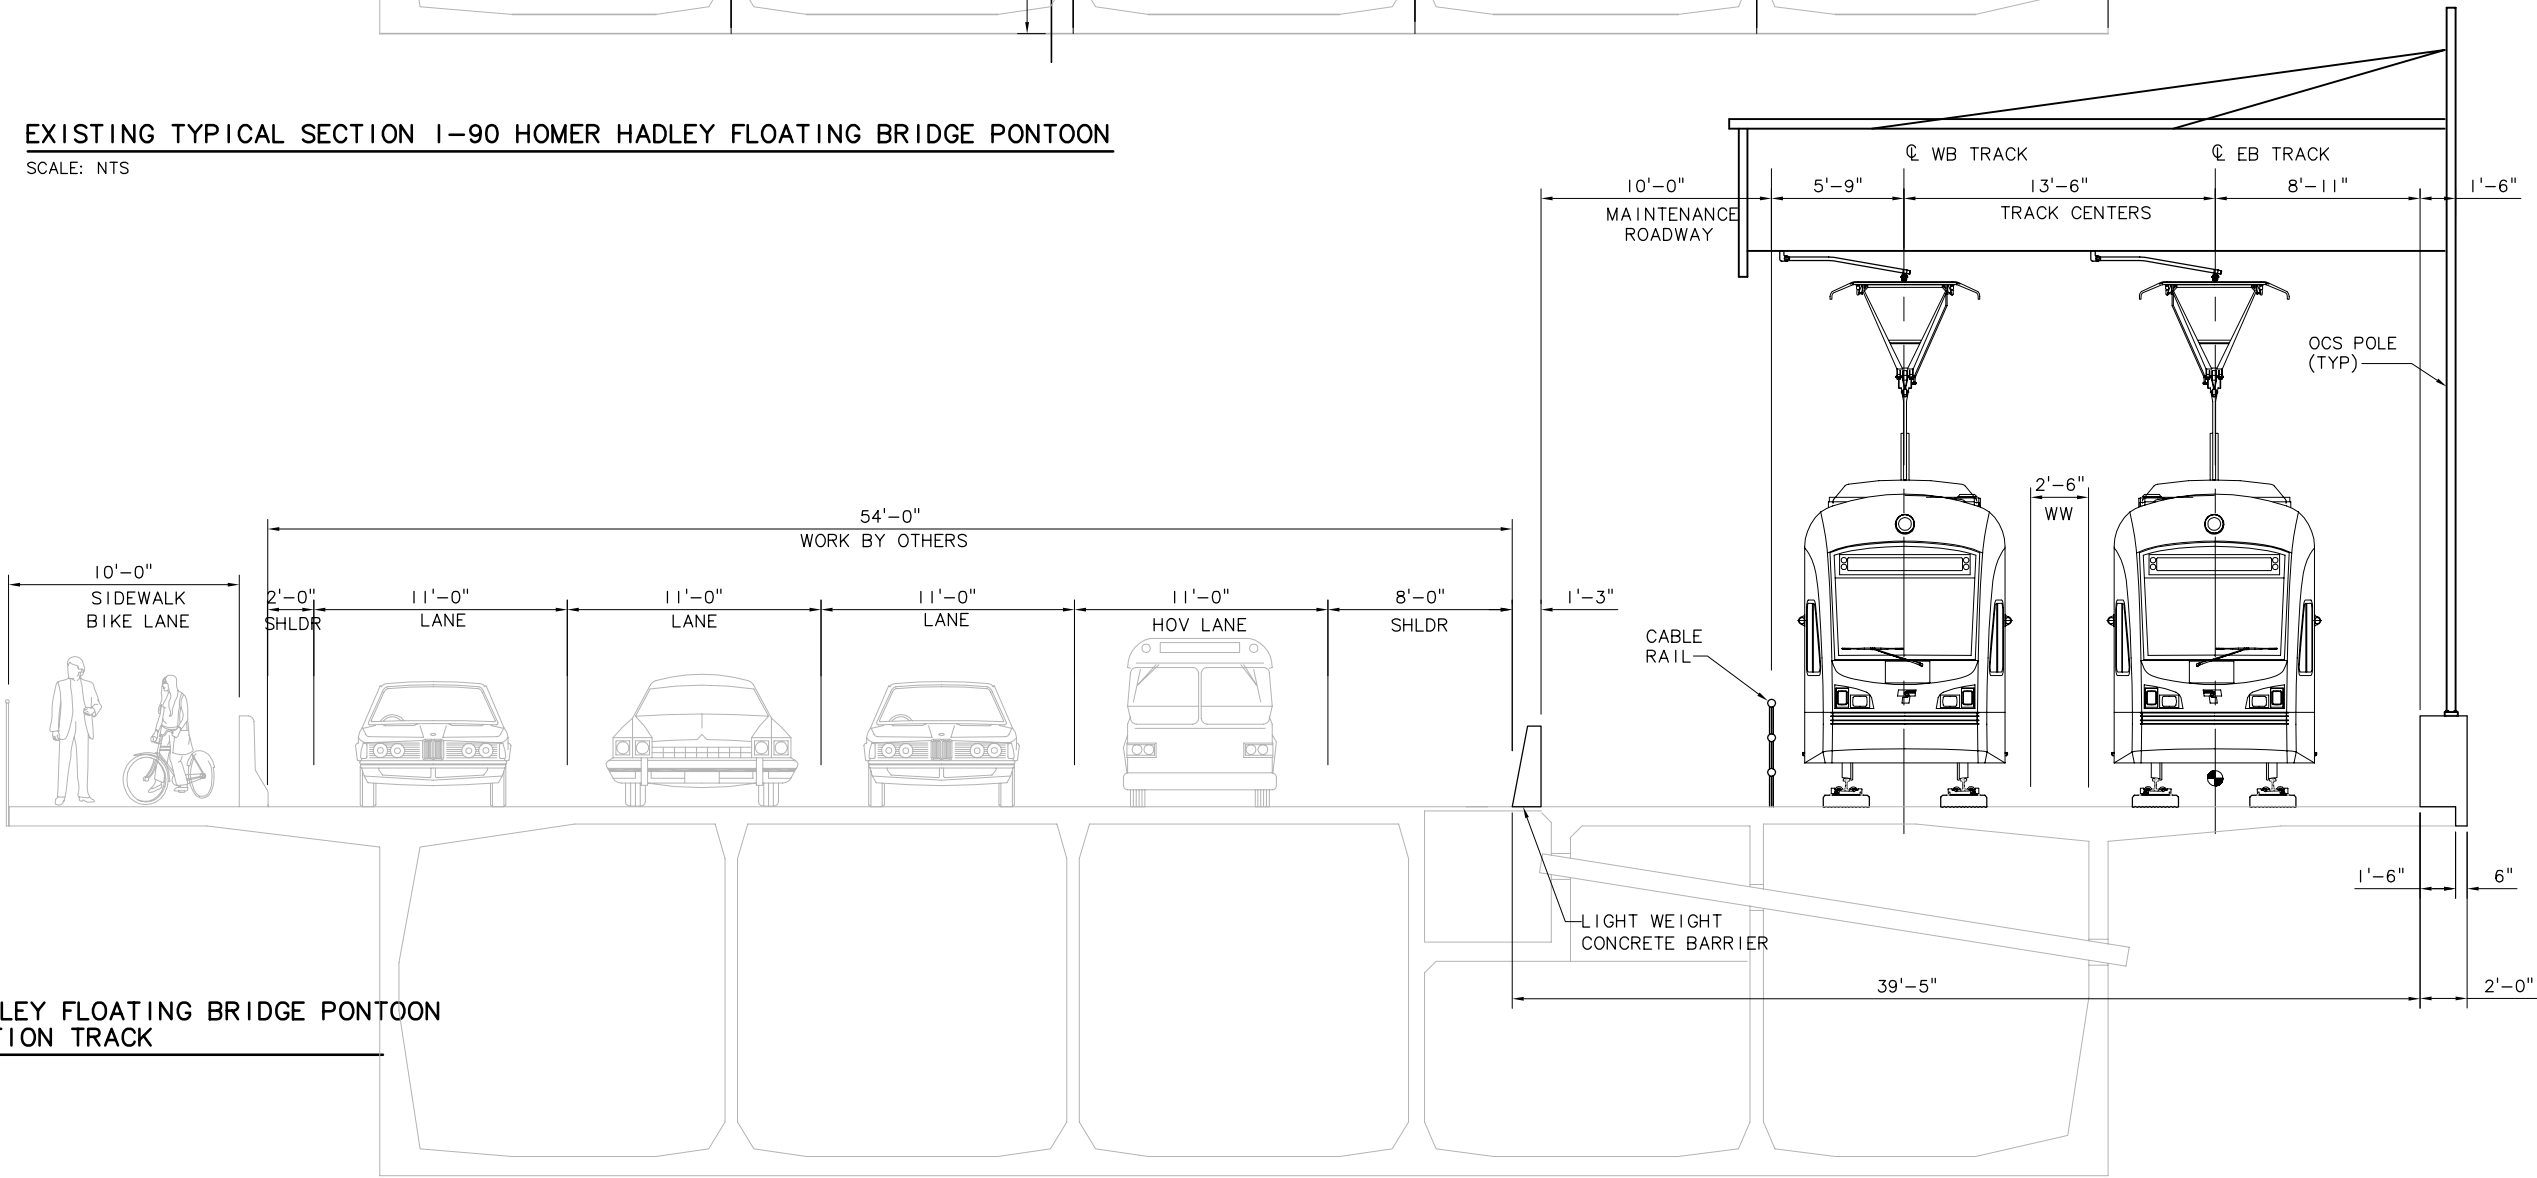 EXISTING TYPICAL SECTION I-90 HOMER HADLEY FLOATING BRIDGE PONTOON
SCALE: NTS
℄ WB TRACK
℄ EB TRACK
10'-0"
5'-9"
13'-6"
8'-11"
1'-6"
MAINTENANCE
ROADWAY
TRACK CENTERS
OCS POLE
(TYP)
2'-6"
WW
54'-0"
WORK BY OTHERS
10'-0"
SIDEWALK
BIKE LANE
2'-0"
SHLDR
11'-0"
LANE
11'-0"
LANE
11'-0"
LANE
11'-0"
HOV LANE
8'-0"
SHLDR
1'-3"
CABLE
RAIL
1'-6"
6"
LIGHT WEIGHT
CONCRETE BARRIER
39'-5"
2'-0"
LEY FLOATING BRIDGE PONTOON
TION TRACK